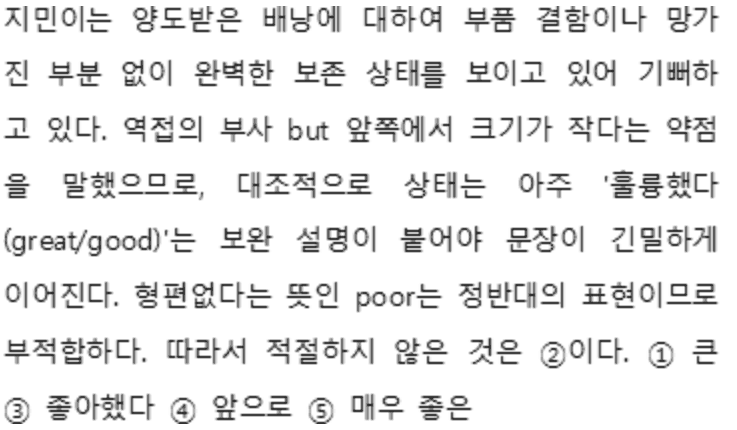 지민이는 양도받은 배낭에 대하여 부품 결함이나 망가
진 부분 없이 완벽한 보존 상태를 보이고 있어 기뻐하
고 있다. 역접의 부사 but 앞쪽에서 크기가 작다는 약점
을 말했으므로, 대조적으로 상태는 아주 '훌륭했다
(great/good)'는 보완 설명이 붙어야 문장이 긴밀하게
이어진다. 형편없다는 뜻인 poor는 정반대의 표현이므로
부적합하다. 따라서 적절하지 않은 것은 ②이다. ① 큰
③ 좋아했다 ④ 앞으로 ⑤ 매우 좋은